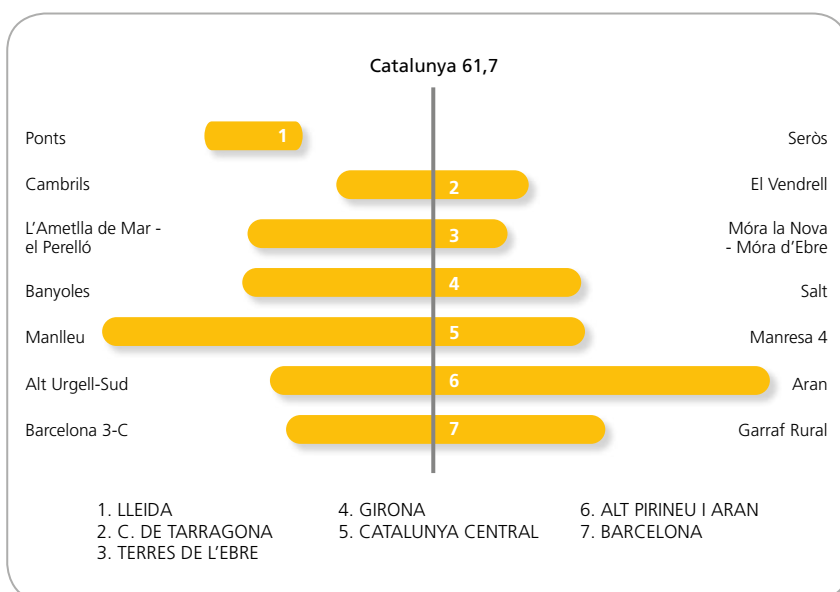 Catalunya 61,7
Ponts
1
Seròs
Cambrils
2
El Vendrell
L'Ametlla de Mar -
el Perelló
3
Móra la Nova
- Móra d'Ebre
Banyoles
4
Salt
Manlleu
5
Manresa 4
Alt Urgell-Sud
6
Aran
Barcelona 3-C
7
Garraf Rural
1. LLEIDA
2. C. DE TARRAGONA
3. TERRES DE L'EBRE
4. GIRONA
5. CATALUNYA CENTRAL
6. ALT PIRINEU I ARAN
7. BARCELONA